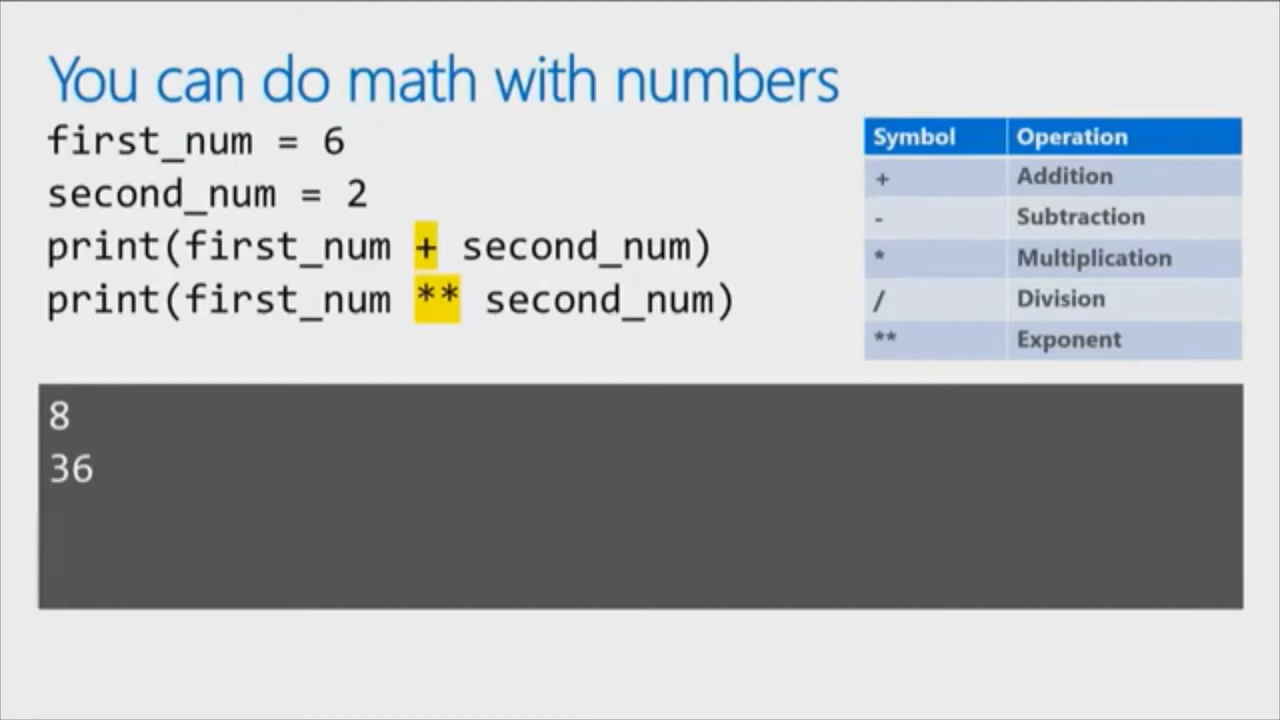 You can do math with numbers
first_num = 6
second_num = 2
print(first_num + second_num)
print(first_num ** second_num)
Symbol Operation
+ Addition
- Subtraction
* Multiplication
/ Division
** Exponent
8
36